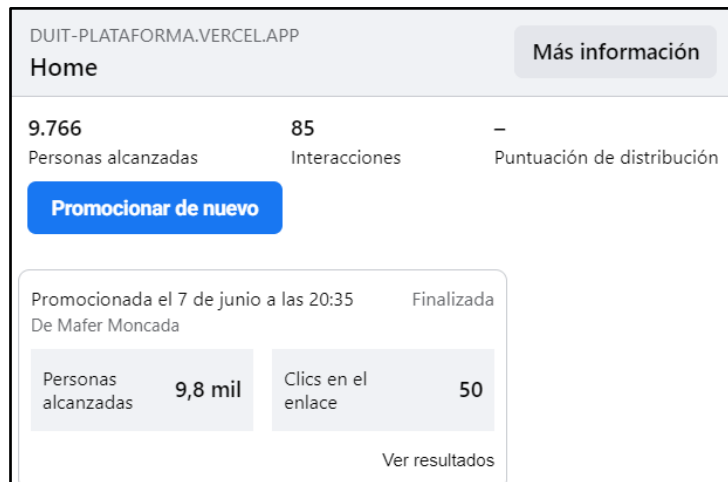 DUIT-PLATAFORMA.VERCEL.APP
Home
Más información
9.766
Personas alcanzadas
85
Interacciones
–
Puntuación de distribución
Promocionar de nuevo
Promocionada el 7 de junio a las 20:35
Finalizada
De Mafer Moncada
Personas
alcanzadas
9,8 mil
Clics en el
enlace
50
Ver resultados